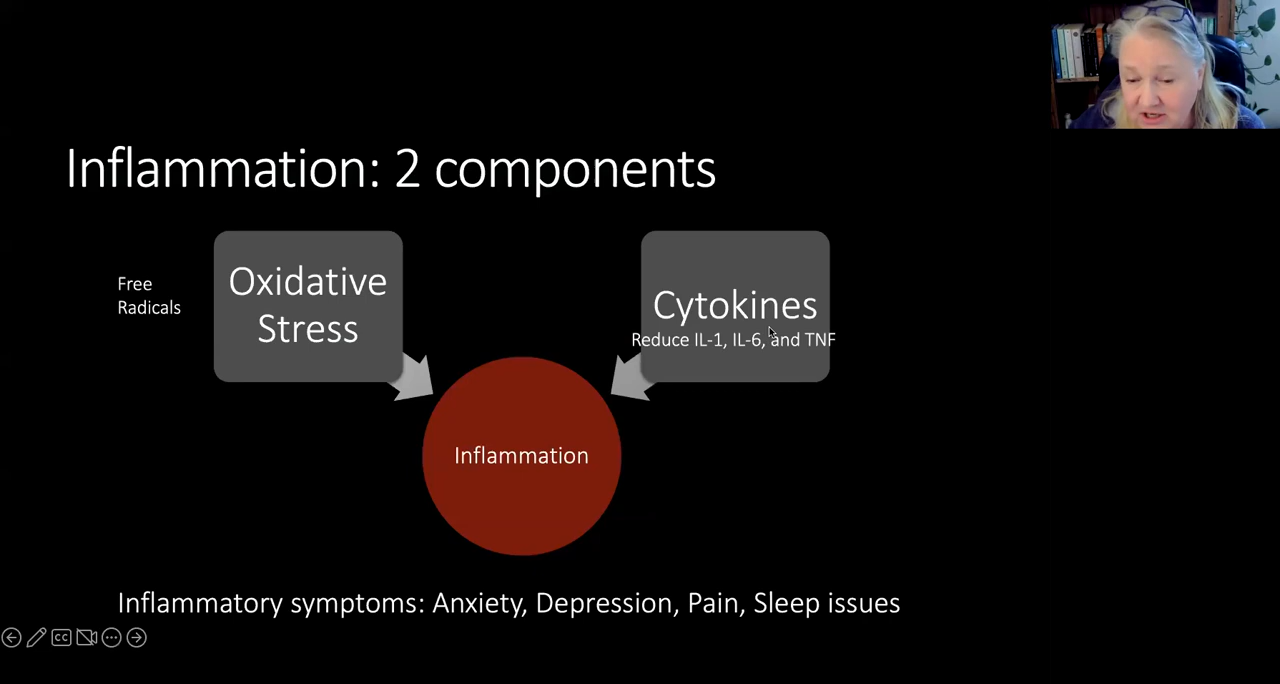 Inflammation: 2 components
Free
Radicals
Oxidative
Stress
Cytokines
Reduce IL-1, IL-6, and TNF
Inflammation
Inflammatory symptoms: Anxiety, Depression, Pain, Sleep issues
CC